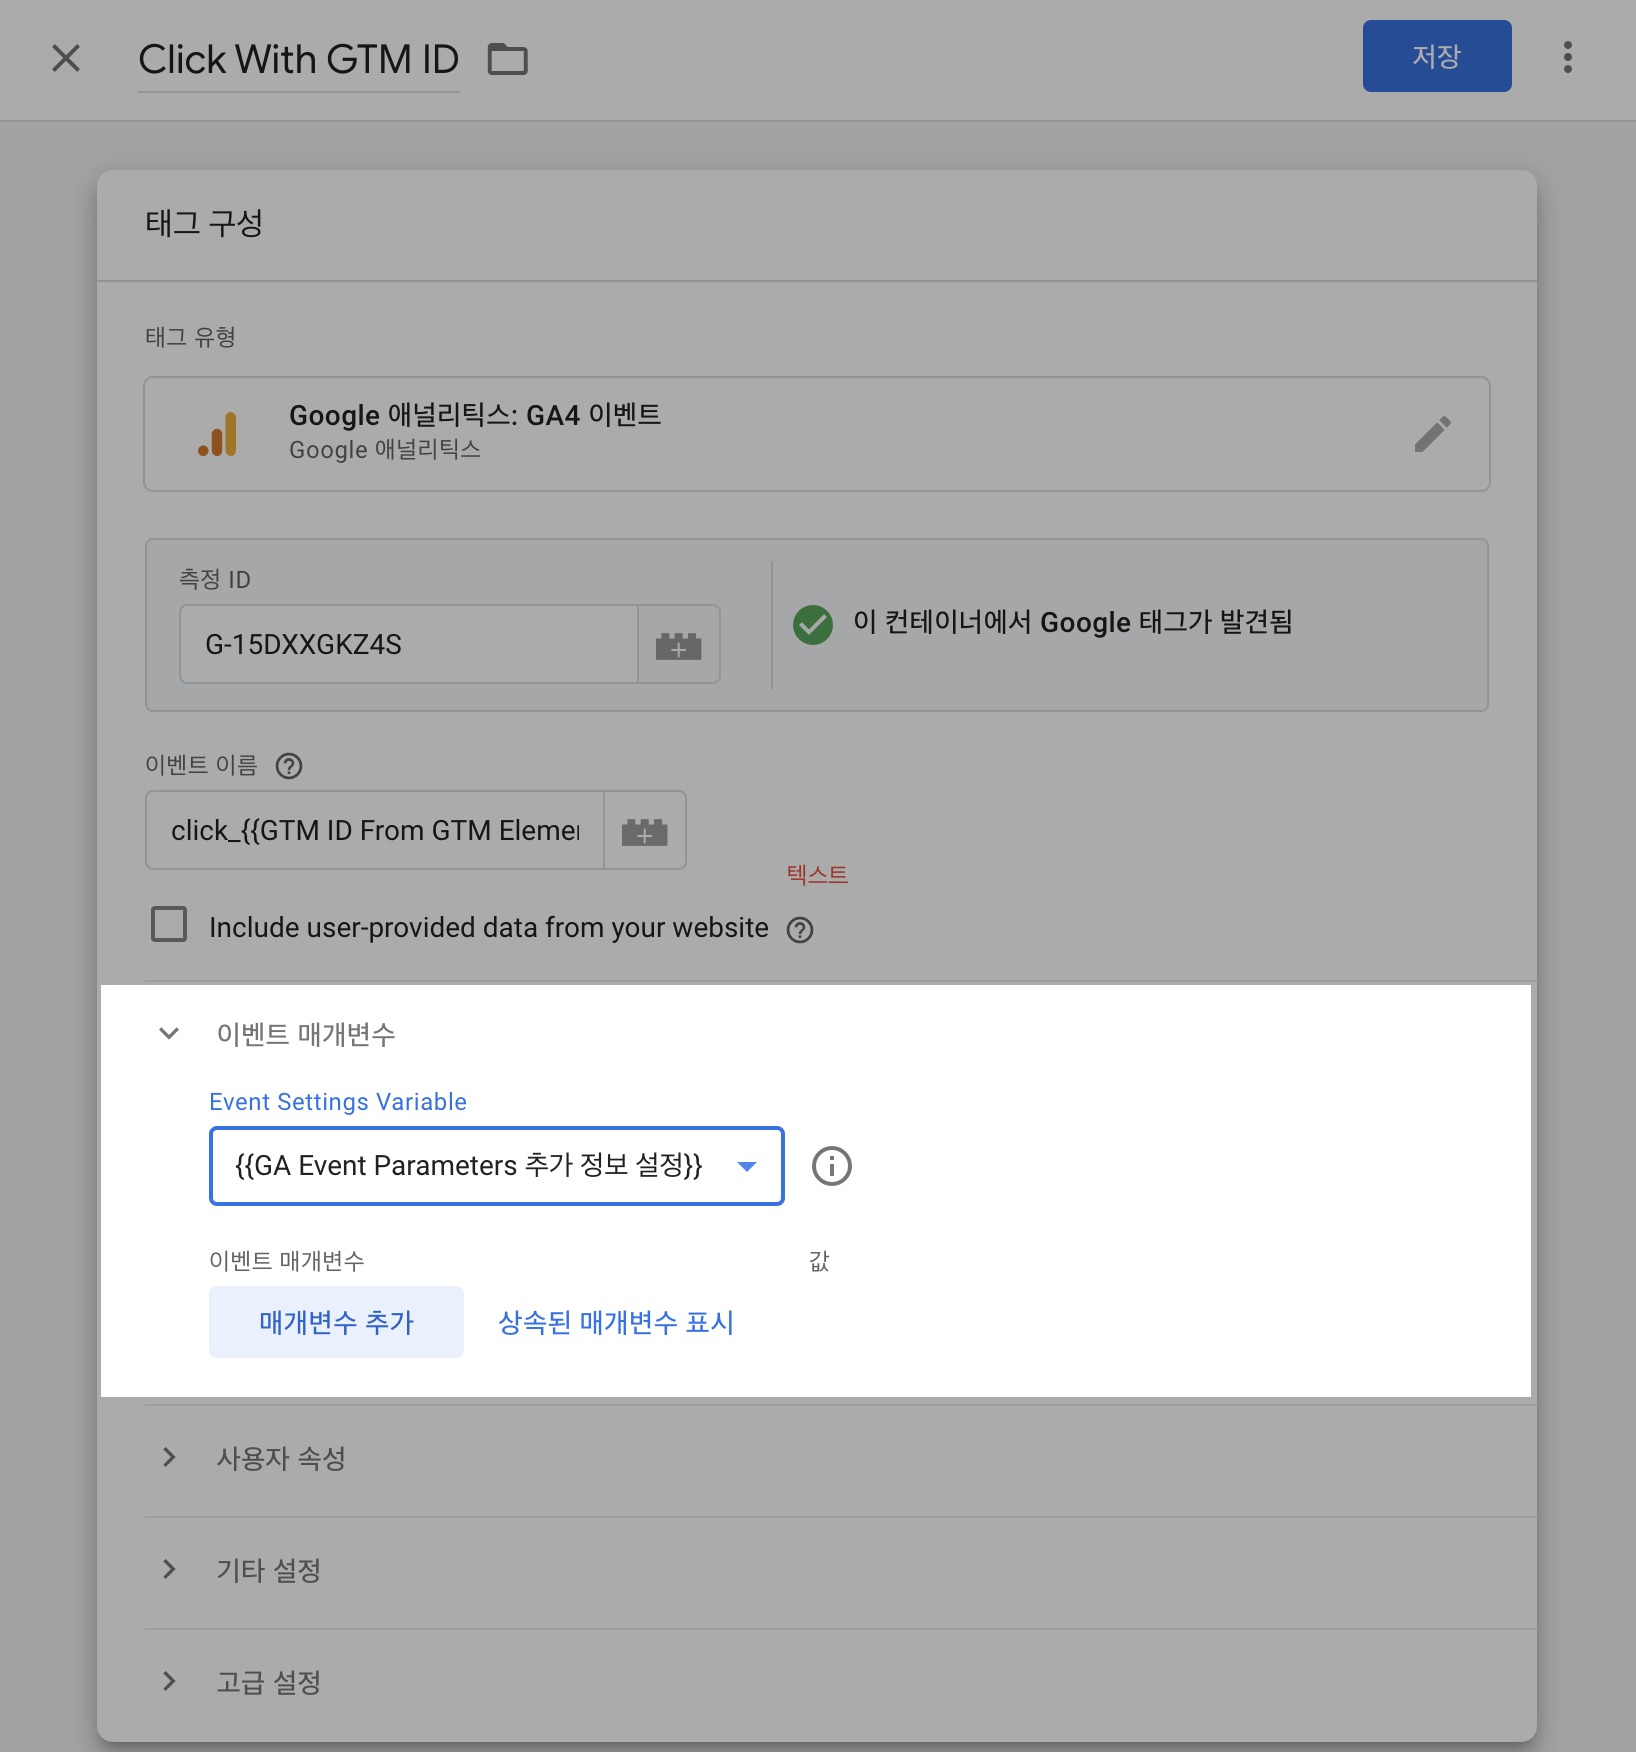 Click With GTM ID
저장
태그 구성
태그 유형
Google 애널리틱스: GA4 이벤트
Google 애널리틱스
측정 ID
G-15DXXGKZ4S
이 컨테이너에서 Google 태그가 발견됨
이벤트 이름
click_{{GTM ID From GTM Elemen
텍스트
Include user-provided data from your website
이벤트 매개변수
Event Settings Variable
{{GA Event Parameters 추가 정보 설정}}
이벤트 매개변수
값
매개변수 추가
상속된 매개변수 표시
사용자 속성
기타 설정
고급 설정